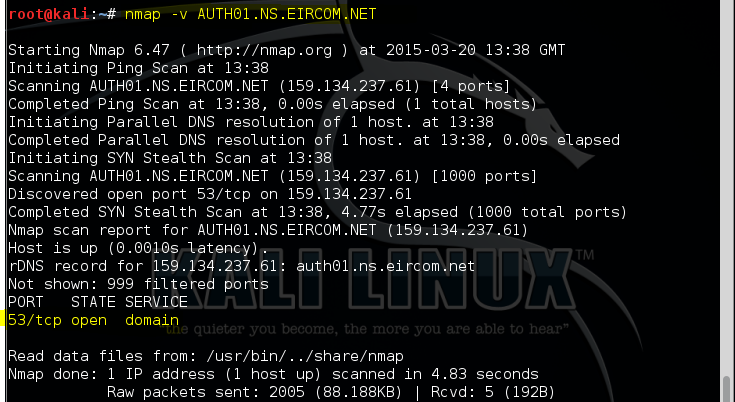 root@kali:~# nmap -v AUTH01.NS.EIRCOM.NET
Starting Nmap 6.47 ( http://nmap.org ) at 2015-03-20 13:38 GMT
Initiating Ping Scan at 13:38
Scanning AUTH01.NS.EIRCOM.NET (159.134.237.61) [4 ports]
Completed Ping Scan at 13:38, 0.00s elapsed (1 total hosts)
Initiating Parallel DNS resolution of 1 host. at 13:38
Completed Parallel DNS resolution of 1 host. at 13:38, 0.00s elapsed
Initiating SYN Stealth Scan at 13:38
Scanning AUTH01.NS.EIRCOM.NET (159.134.237.61) [1000 ports]
Discovered open port 53/tcp on 159.134.237.61
Completed SYN Stealth Scan at 13:38, 4.77s elapsed (1000 total ports)
Nmap scan report for AUTH01.NS.EIRCOM.NET (159.134.237.61)
Host is up (0.0010s latency).
rDNS record for 159.134.237.61: auth01.ns.eircom.net
Not shown: 999 filtered ports
KALI LINUX™
PORT   STATE SERVICE
53/tcp open  domain
the quieter you become, the more you are able to hear”
Read data files from: /usr/bin/../share/nmap
Nmap done: 1 IP address (1 host up) scanned in 4.83 seconds
Raw packets sent: 2005 (88.188KB) | Rcvd: 5 (192B)